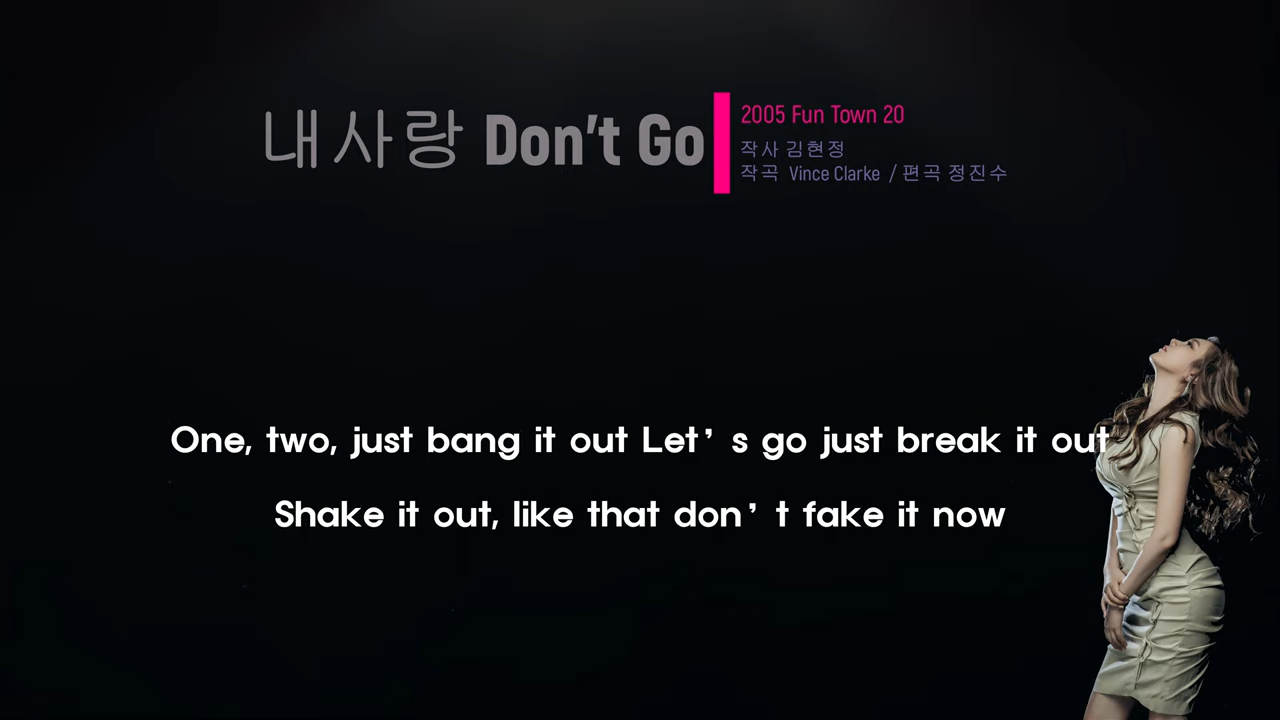 내사랑 Don't Go
2005 Fun Town 20
작사 김현정
작곡 Vince Clarke / 편곡 정진수
One, two, just bang it out Let’s go just break it out
Shake it out, like that don’t fake it now